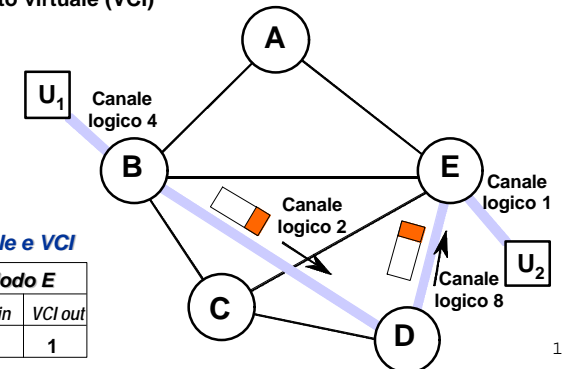 to virtuale (VCI)
A
U1
Canale
logico 4
B
E
Canale
logico 1
Canale
logico 2
U2
Canale
logico 8
C
D
le e VCI
odo E
in VCI out
1
1